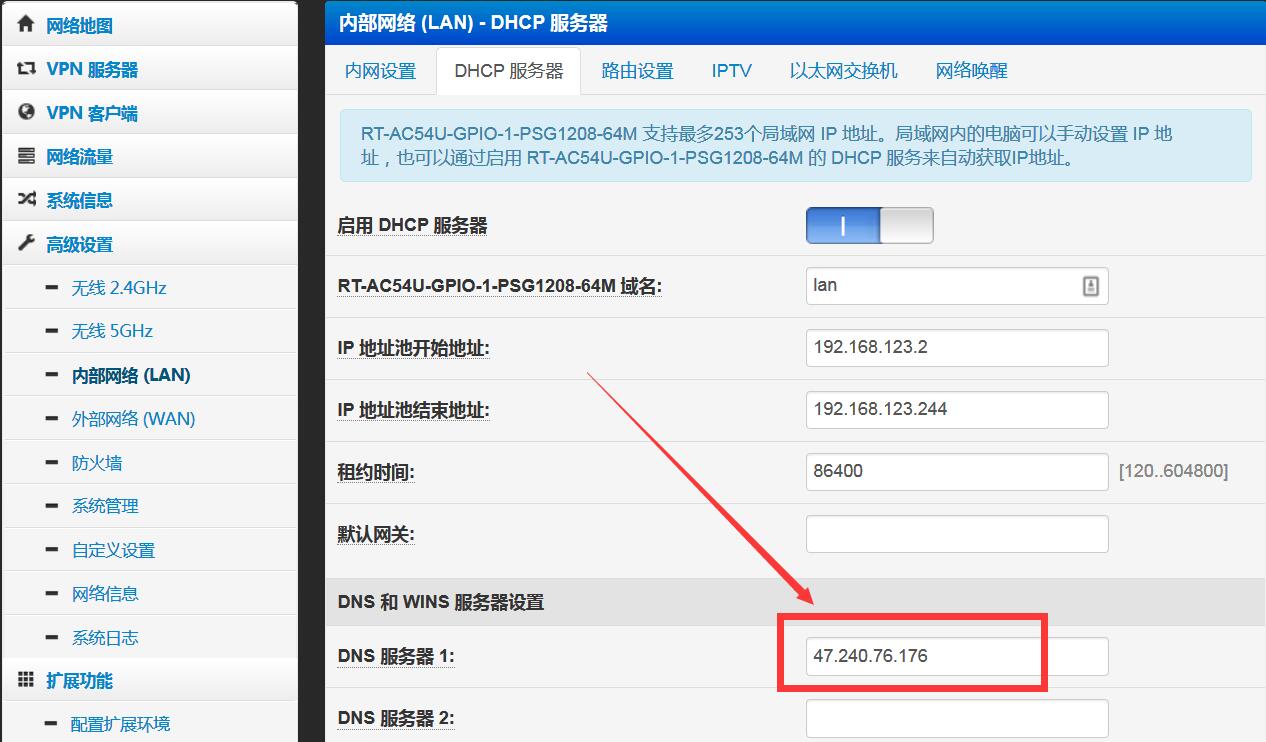 网络地图
VPN 服务器
VPN 客户端
网络流量
系统信息
高级设置
无线 2.4GHz
无线 5GHz
内部网络 (LAN)
外部网络 (WAN)
防火墙
系统管理
自定义设置
网络信息
系统日志
扩展功能
配置扩展环境
内部网络 (LAN) - DHCP 服务器
内网设置 DHCP 服务器 路由设置 IPTV 以太网交换机 网络唤醒
RT-AC54U-GPIO-1-PSG1208-64M 支持最多253个局域网 IP 地址。局域网内的电脑可以手动设置 IP 地
址，也可以通过启用 RT-AC54U-GPIO-1-PSG1208-64M 的 DHCP 服务来自动获取IP地址。
启用 DHCP 服务器
RT-AC54U-GPIO-1-PSG1208-64M 域名: lan
IP 地址池开始地址: 192.168.123.2
IP 地址池结束地址: 192.168.123.244
租约时间: 86400 [120..604800]
默认网关:
DNS 和 WINS 服务器设置
DNS 服务器 1: 47.240.76.176
DNS 服务器 2: